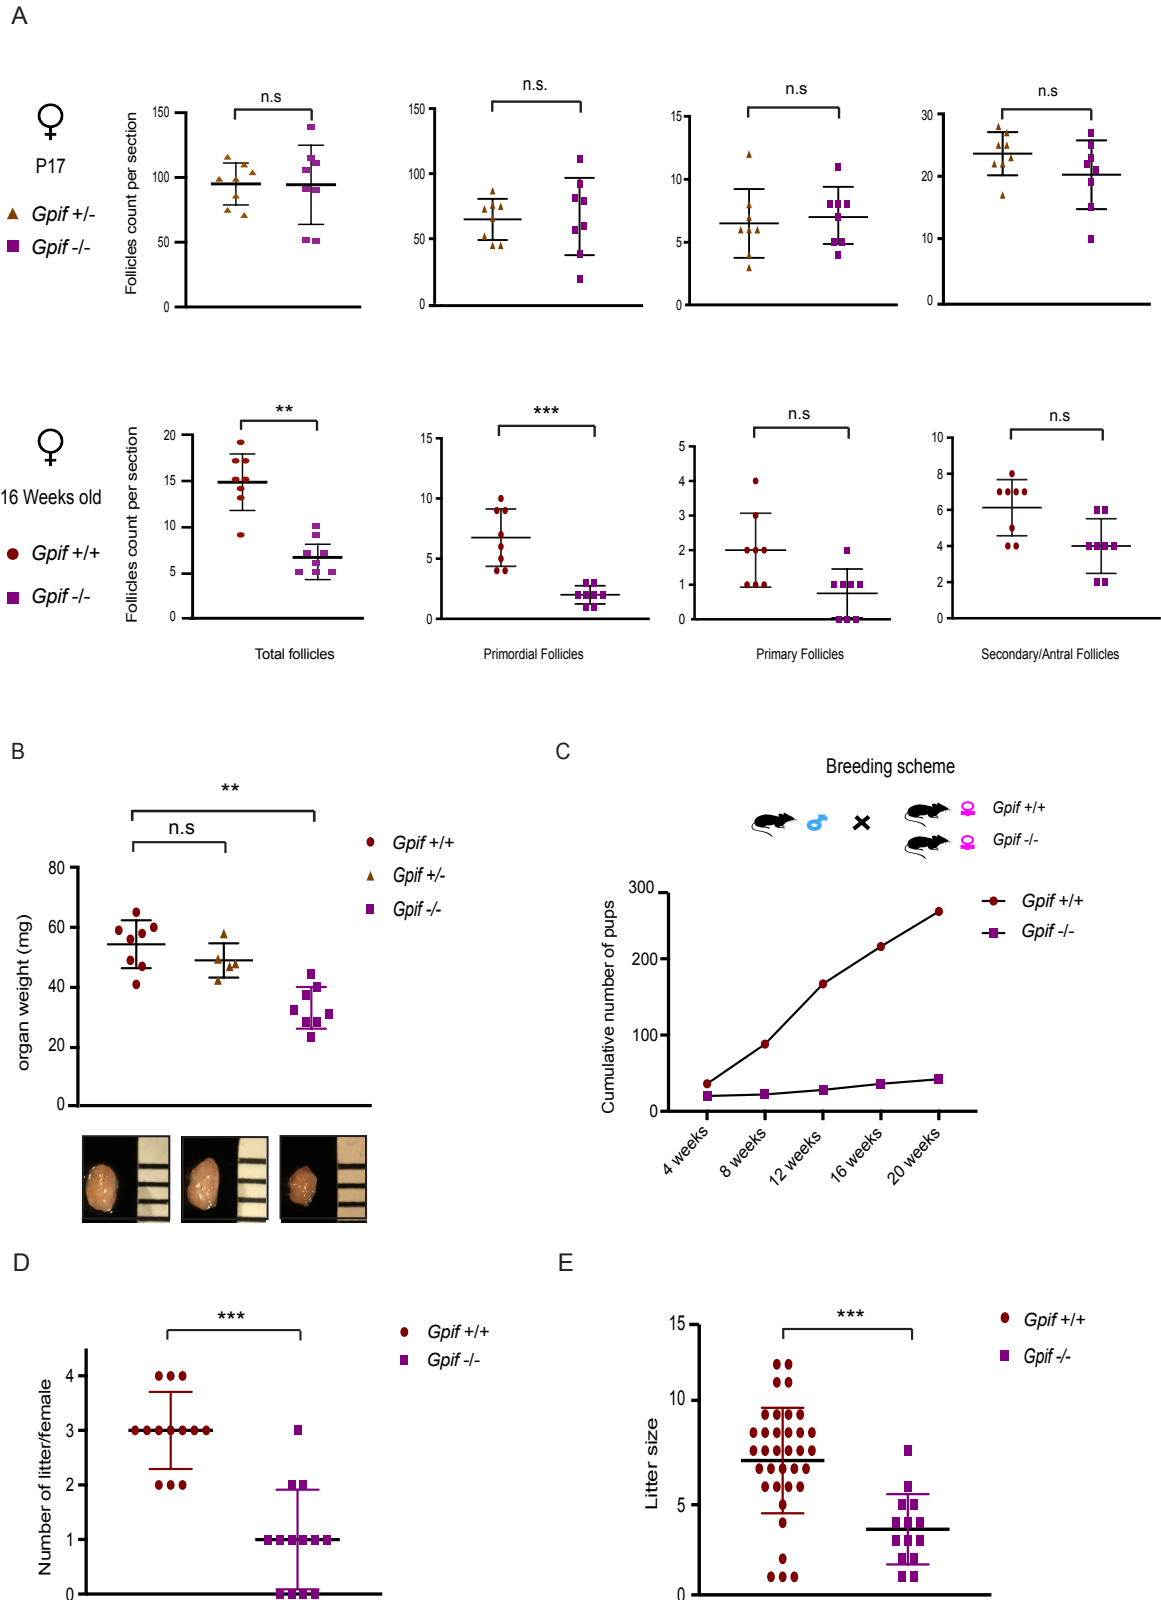 A
n.s
n.s.
n.s
n.s
Follicles count per section
150
100
50
0
150
100
50
0
15
10
5
0
30
20
10
0
P17
Gpif +/-
Gpif -/-
**
***
n.s
n.s
Follicles count per section
20
15
10
5
0
15
10
5
0
5
4
3
2
1
0
10
8
6
4
2
0
16 Weeks old
Gpif +/+
Gpif -/-
Total follicles
Primordial Follicles
Primary Follicles
Secondary/Antral Follicles
B
**
n.s
Gpif +/+
Gpif +/-
Gpif -/-
organ weight (mg)
80
60
40
20
0
C
Breeding scheme
Gpif +/+
Gpif -/-
Gpif +/+
Gpif -/-
Cumulative number of pups
300
200
100
0
4 weeks
8 weeks
12 weeks
16 weeks
20 weeks
D
***
Gpif +/+
Gpif -/-
Number of litter/female
4
3
2
1
0
E
***
Gpif +/+
Gpif -/-
Litter size
15
10
5
0